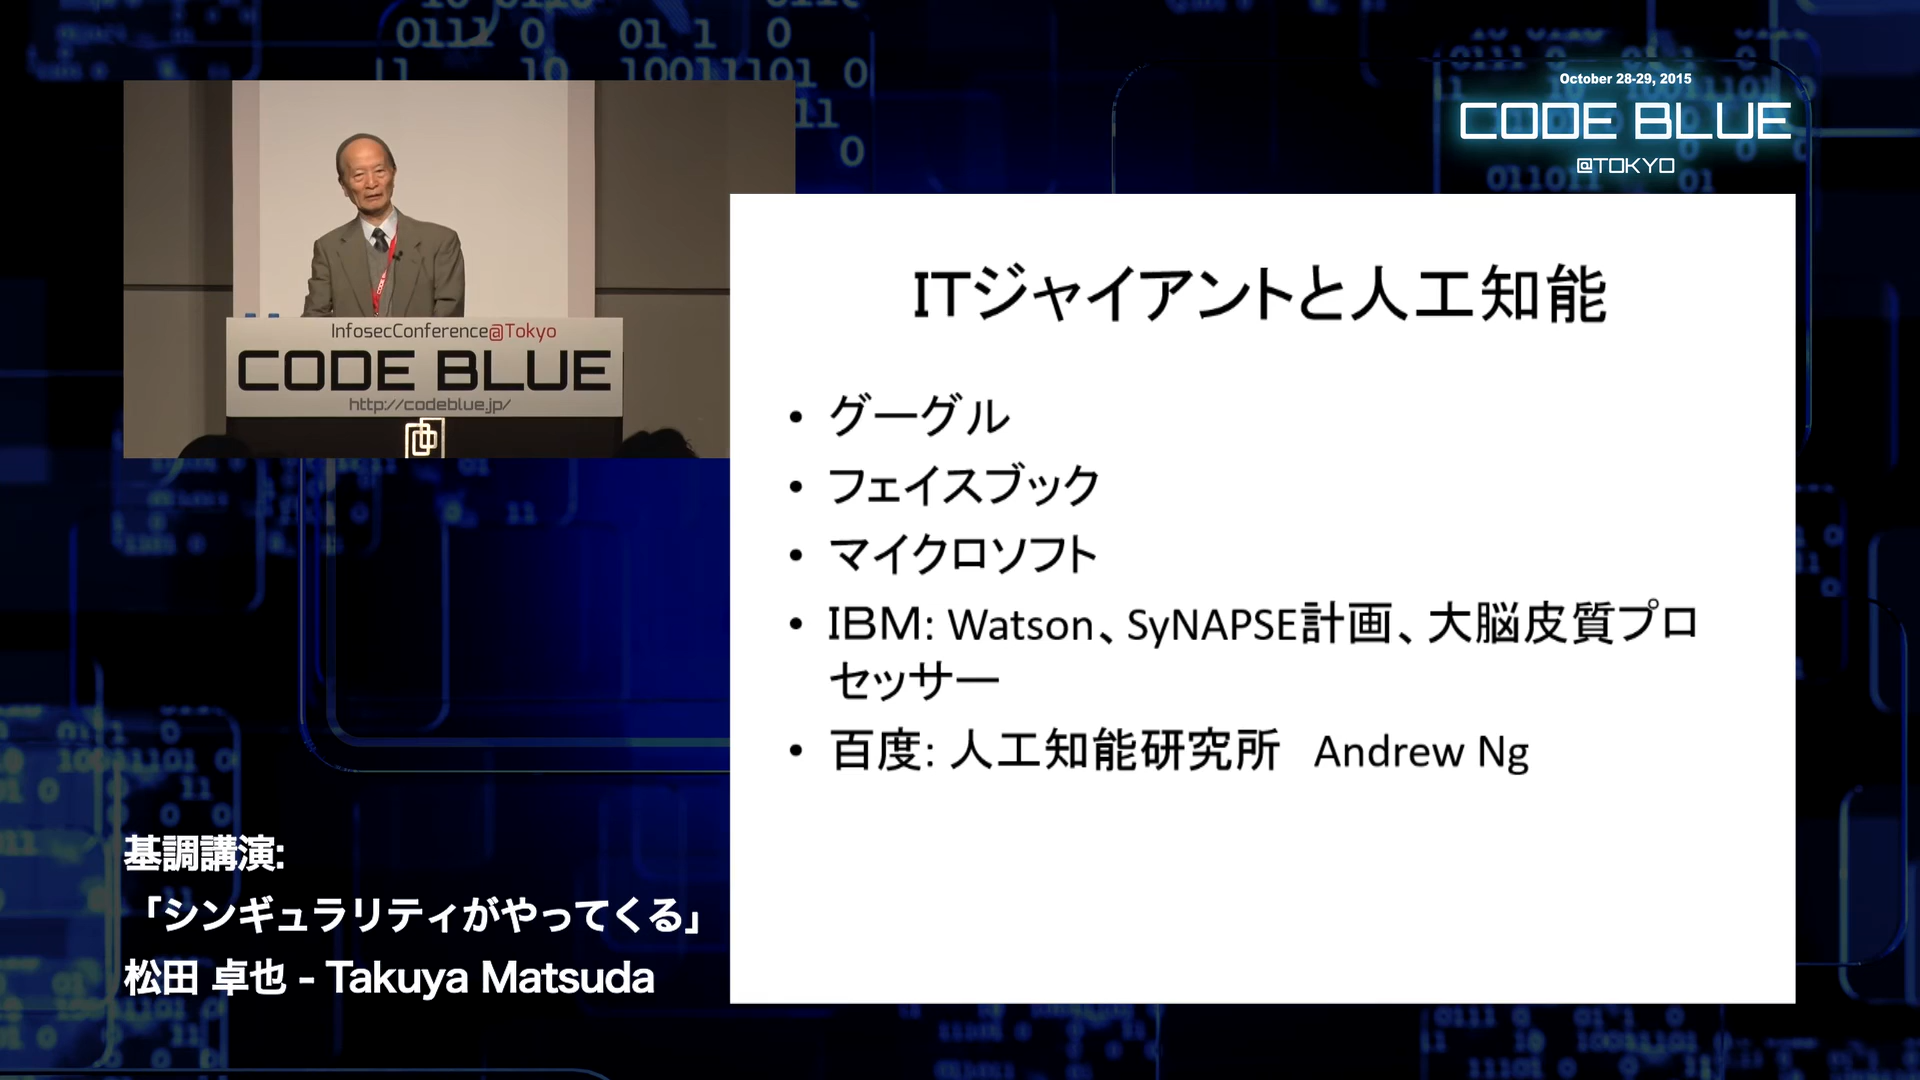 October 28-29, 2015
CODE BLUE
@TOKYO
InfosecConference@Tokyo
CODE BLUE
http://codeblue.jp/
ITジャイアントと人工知能
• グーグル
• フェイスブック
• マイクロソフト
• IBM: Watson、SyNAPSE計画、大脳皮質プロ
セッサー
• 百度: 人工知能研究所　Andrew Ng
基調講演:
「シンギュラリティがやってくる」
松田 卓也 - Takuya Matsuda